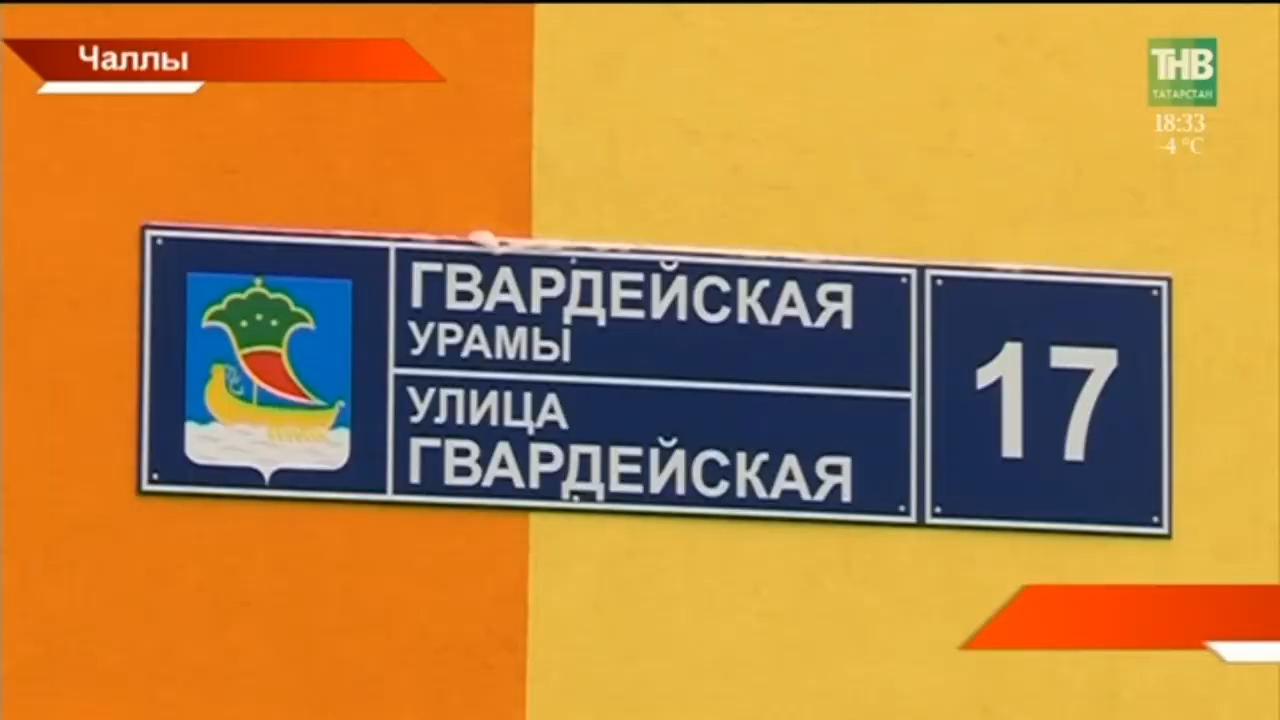 Чаллы
ТНВ
ТАТАРСТАН
18:33
-4 °C
ГВАРДЕЙСКАЯ
УРАМЫ
УЛИЦА
ГВАРДЕЙСКАЯ
17